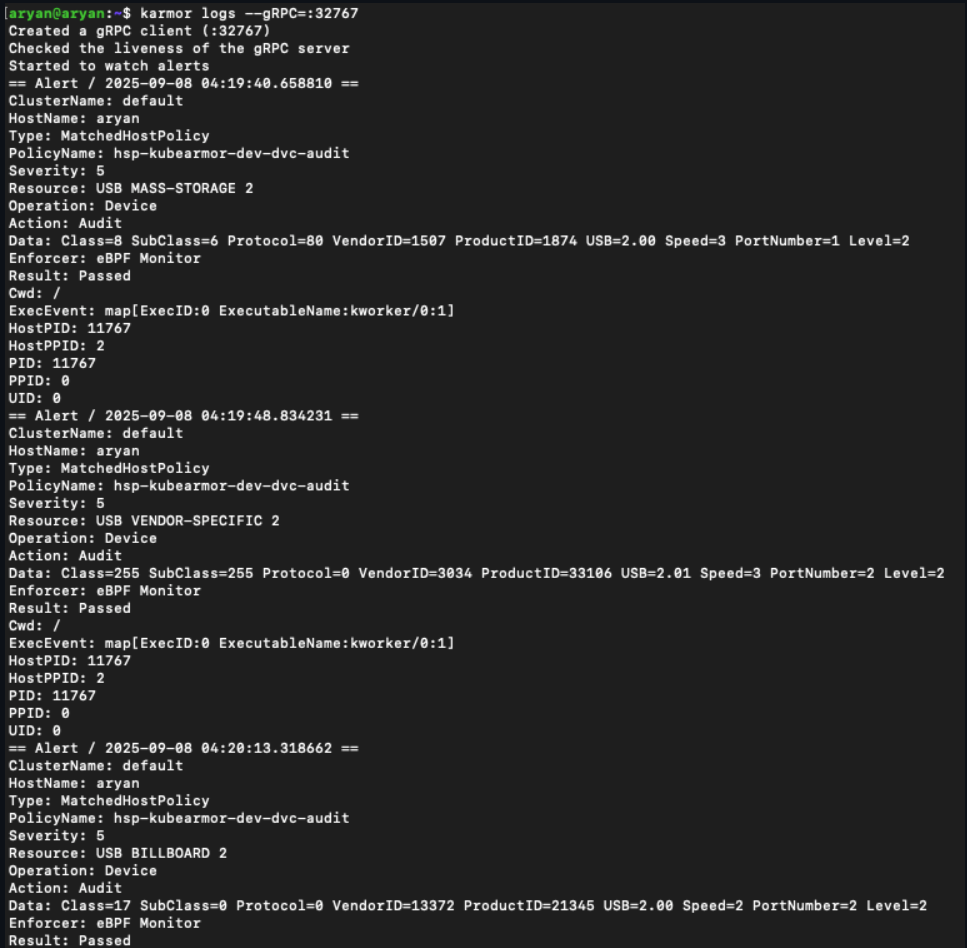 [aryan@aryan:~$ karmor logs --gRPC=:32767
Created a gRPC client (:32767)
Checked the liveness of the gRPC server
Started to watch alerts
== Alert / 2025-09-08 04:19:40.658810 ==
ClusterName: default
HostName: aryan
Type: MatchedHostPolicy
PolicyName: hsp-kubearmor-dev-dvc-audit
Severity: 5
Resource: USB MASS-STORAGE 2
Operation: Device
Action: Audit
Data: Class=8 SubClass=6 Protocol=80 VendorID=1507 ProductID=1874 USB=2.00 Speed=3 PortNumber=1 Level=2
Enforcer: eBPF Monitor
Result: Passed
Cwd: /
ExecEvent: map[ExecID:0 ExecutableName:kworker/0:1]
HostPID: 11767
HostPPID: 2
PID: 11767
PPID: 0
UID: 0
== Alert / 2025-09-08 04:19:48.834231 ==
ClusterName: default
HostName: aryan
Type: MatchedHostPolicy
PolicyName: hsp-kubearmor-dev-dvc-audit
Severity: 5
Resource: USB VENDOR-SPECIFIC 2
Operation: Device
Action: Audit
Data: Class=255 SubClass=255 Protocol=0 VendorID=3034 ProductID=33106 USB=2.01 Speed=3 PortNumber=2 Level=2
Enforcer: eBPF Monitor
Result: Passed
Cwd: /
ExecEvent: map[ExecID:0 ExecutableName:kworker/0:1]
HostPID: 11767
HostPPID: 2
PID: 11767
PPID: 0
UID: 0
== Alert / 2025-09-08 04:20:13.318662 ==
ClusterName: default
HostName: aryan
Type: MatchedHostPolicy
PolicyName: hsp-kubearmor-dev-dvc-audit
Severity: 5
Resource: USB BILLBOARD 2
Operation: Device
Action: Audit
Data: Class=17 SubClass=0 Protocol=0 VendorID=13372 ProductID=21345 USB=2.00 Speed=2 PortNumber=2 Level=2
Enforcer: eBPF Monitor
Result: Passed